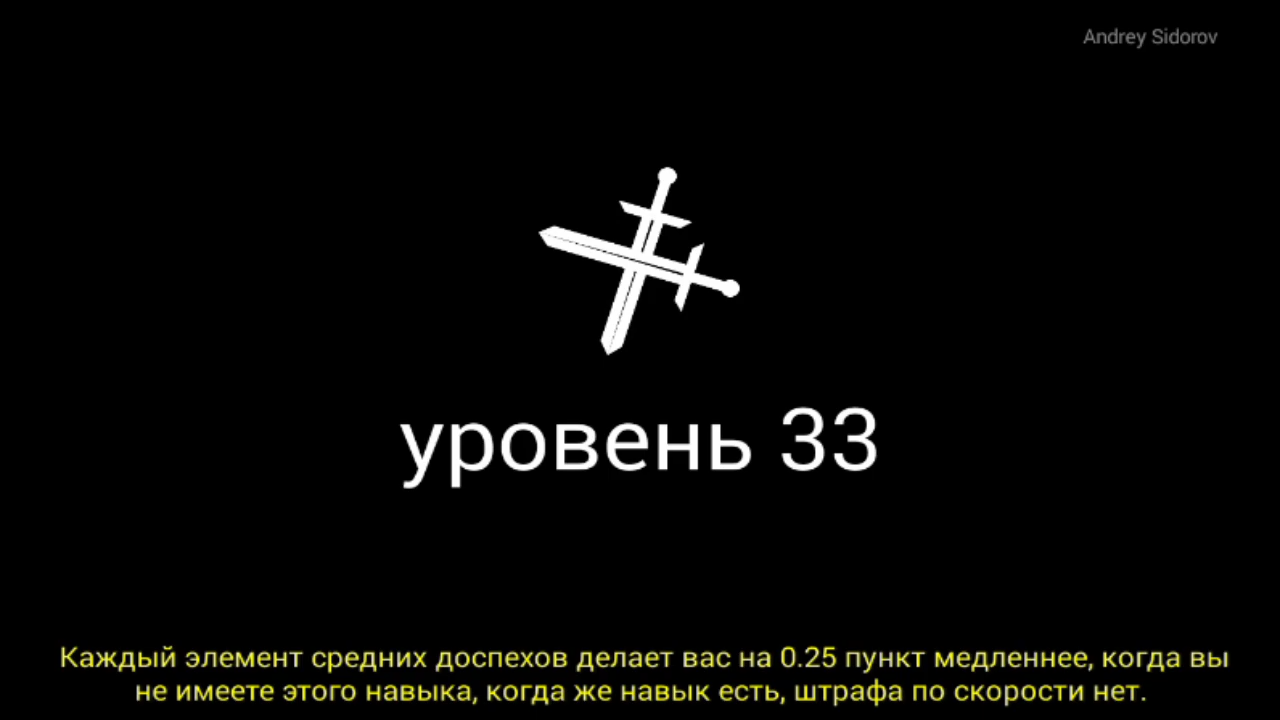 Andrey Sidorov
уровень 33
Каждый элемент средних доспехов делает вас на 0.25 пункт медленнее, когда вы
не имеете этого навыка, когда же навык есть, штрафа по скорости нет.